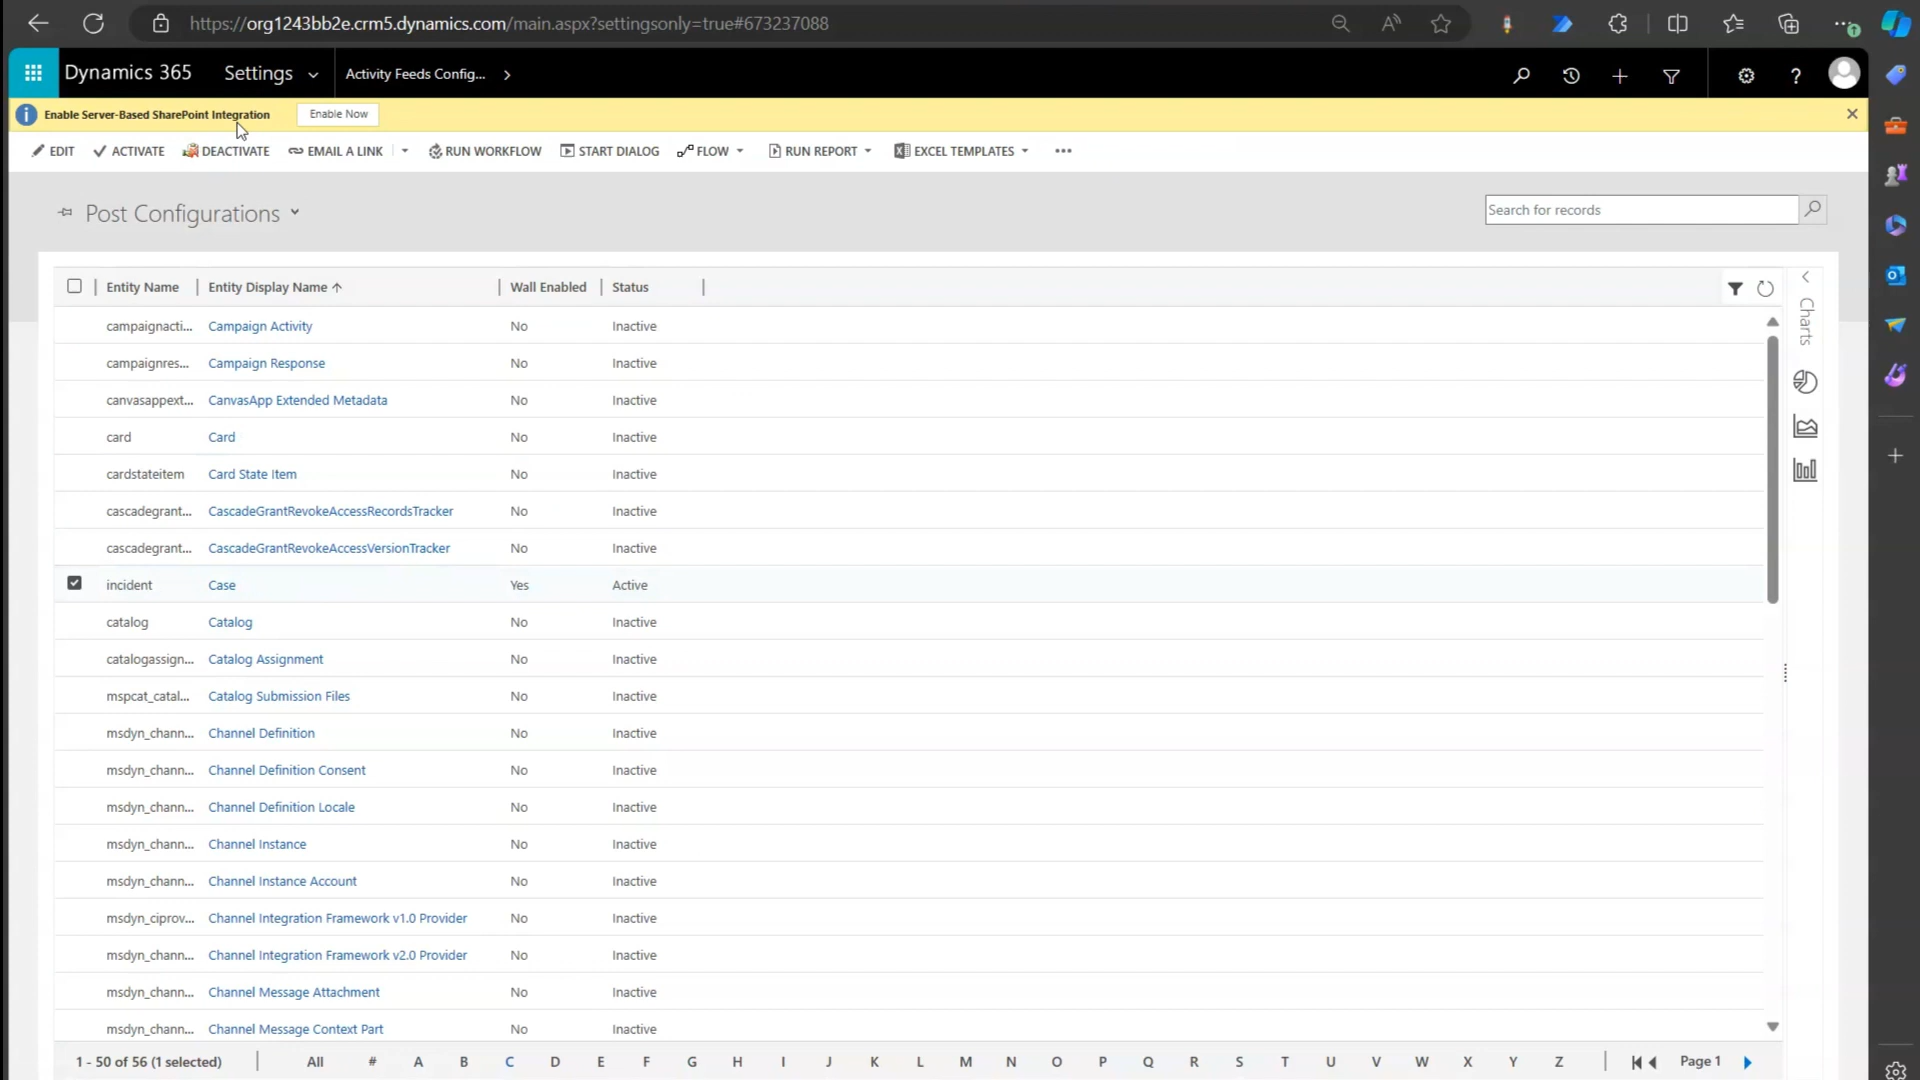 https://org1243bb2e.crm5.dynamics.com/main.aspx?settingsonly=true#673237088
Dynamics 365 Settings Activity Feeds Config...
Enable Server-Based SharePoint Integration Enable Now
EDIT ACTIVATE DEACTIVATE EMAIL A LINK RUN WORKFLOW START DIALOG FLOW RUN REPORT EXCEL TEMPLATES
Post Configurations
Search for records
Entity Name Entity Display Name Wall Enabled Status
Charts
campaignacti... Campaign Activity No Inactive
campaignres... Campaign Response No Inactive
canvasappext... CanvasApp Extended Metadata No Inactive
card Card No Inactive
cardstateitem Card State Item No Inactive
cascadegrant... CascadeGrantRevokeAccessRecordsTracker No Inactive
cascadegrant... CascadeGrantRevokeAccessVersionTracker No Inactive
incident Case Yes Active
catalog Catalog No Inactive
catalogassign... Catalog Assignment No Inactive
mspcat_catal... Catalog Submission Files No Inactive
msdyn_chann... Channel Definition No Inactive
msdyn_chann... Channel Definition Consent No Inactive
msdyn_chann... Channel Definition Locale No Inactive
msdyn_chann... Channel Instance No Inactive
msdyn_chann... Channel Instance Account No Inactive
msdyn_ciprov... Channel Integration Framework v1.0 Provider No Inactive
msdyn_chann... Channel Integration Framework v2.0 Provider No Inactive
msdyn_chann... Channel Message Attachment No Inactive
msdyn_chann... Channel Message Context Part No Inactive
1 - 50 of 56 (1 selected) All # A B C D E F G H I J K L M N O P Q R S T U V W X Y Z Page 1